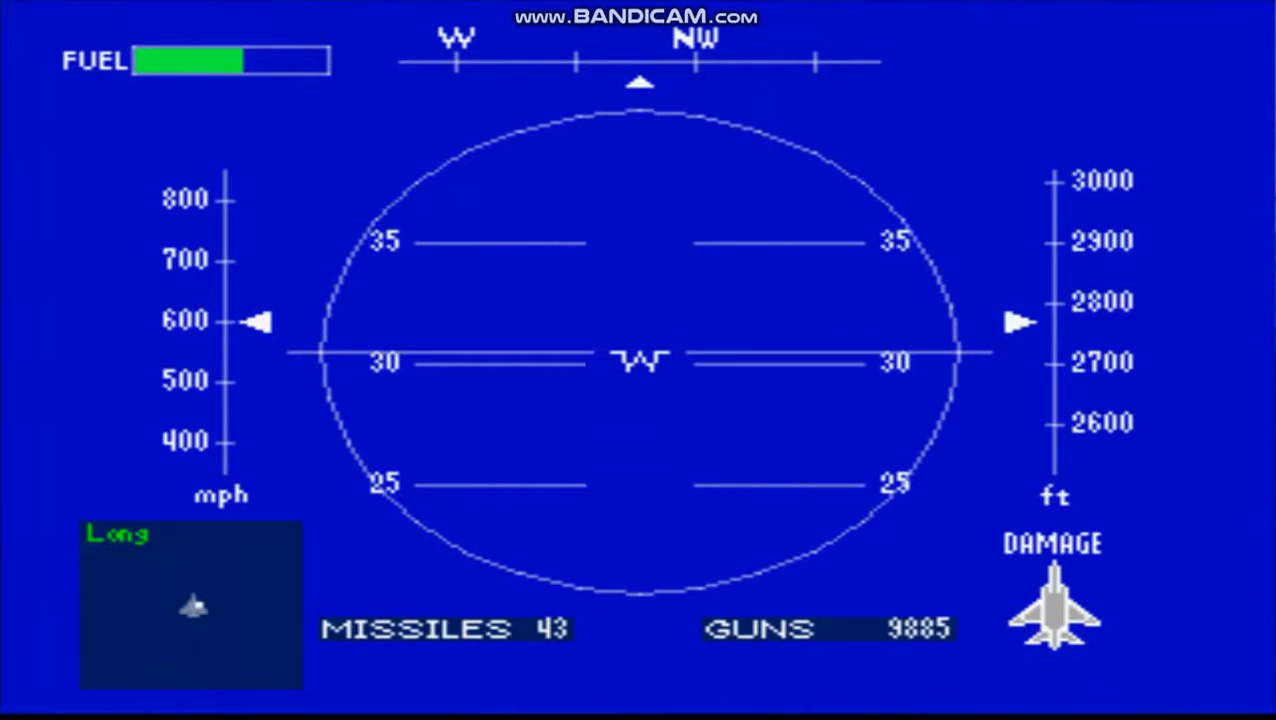 www.BANDICAM.com
W NW
FUEL
800
700
600
500
400
mph
35 35
30 30
25 25
3000
2900
2800
2700
2600
ft
Long
DAMAGE
MISSILES 43
GUNS 9885